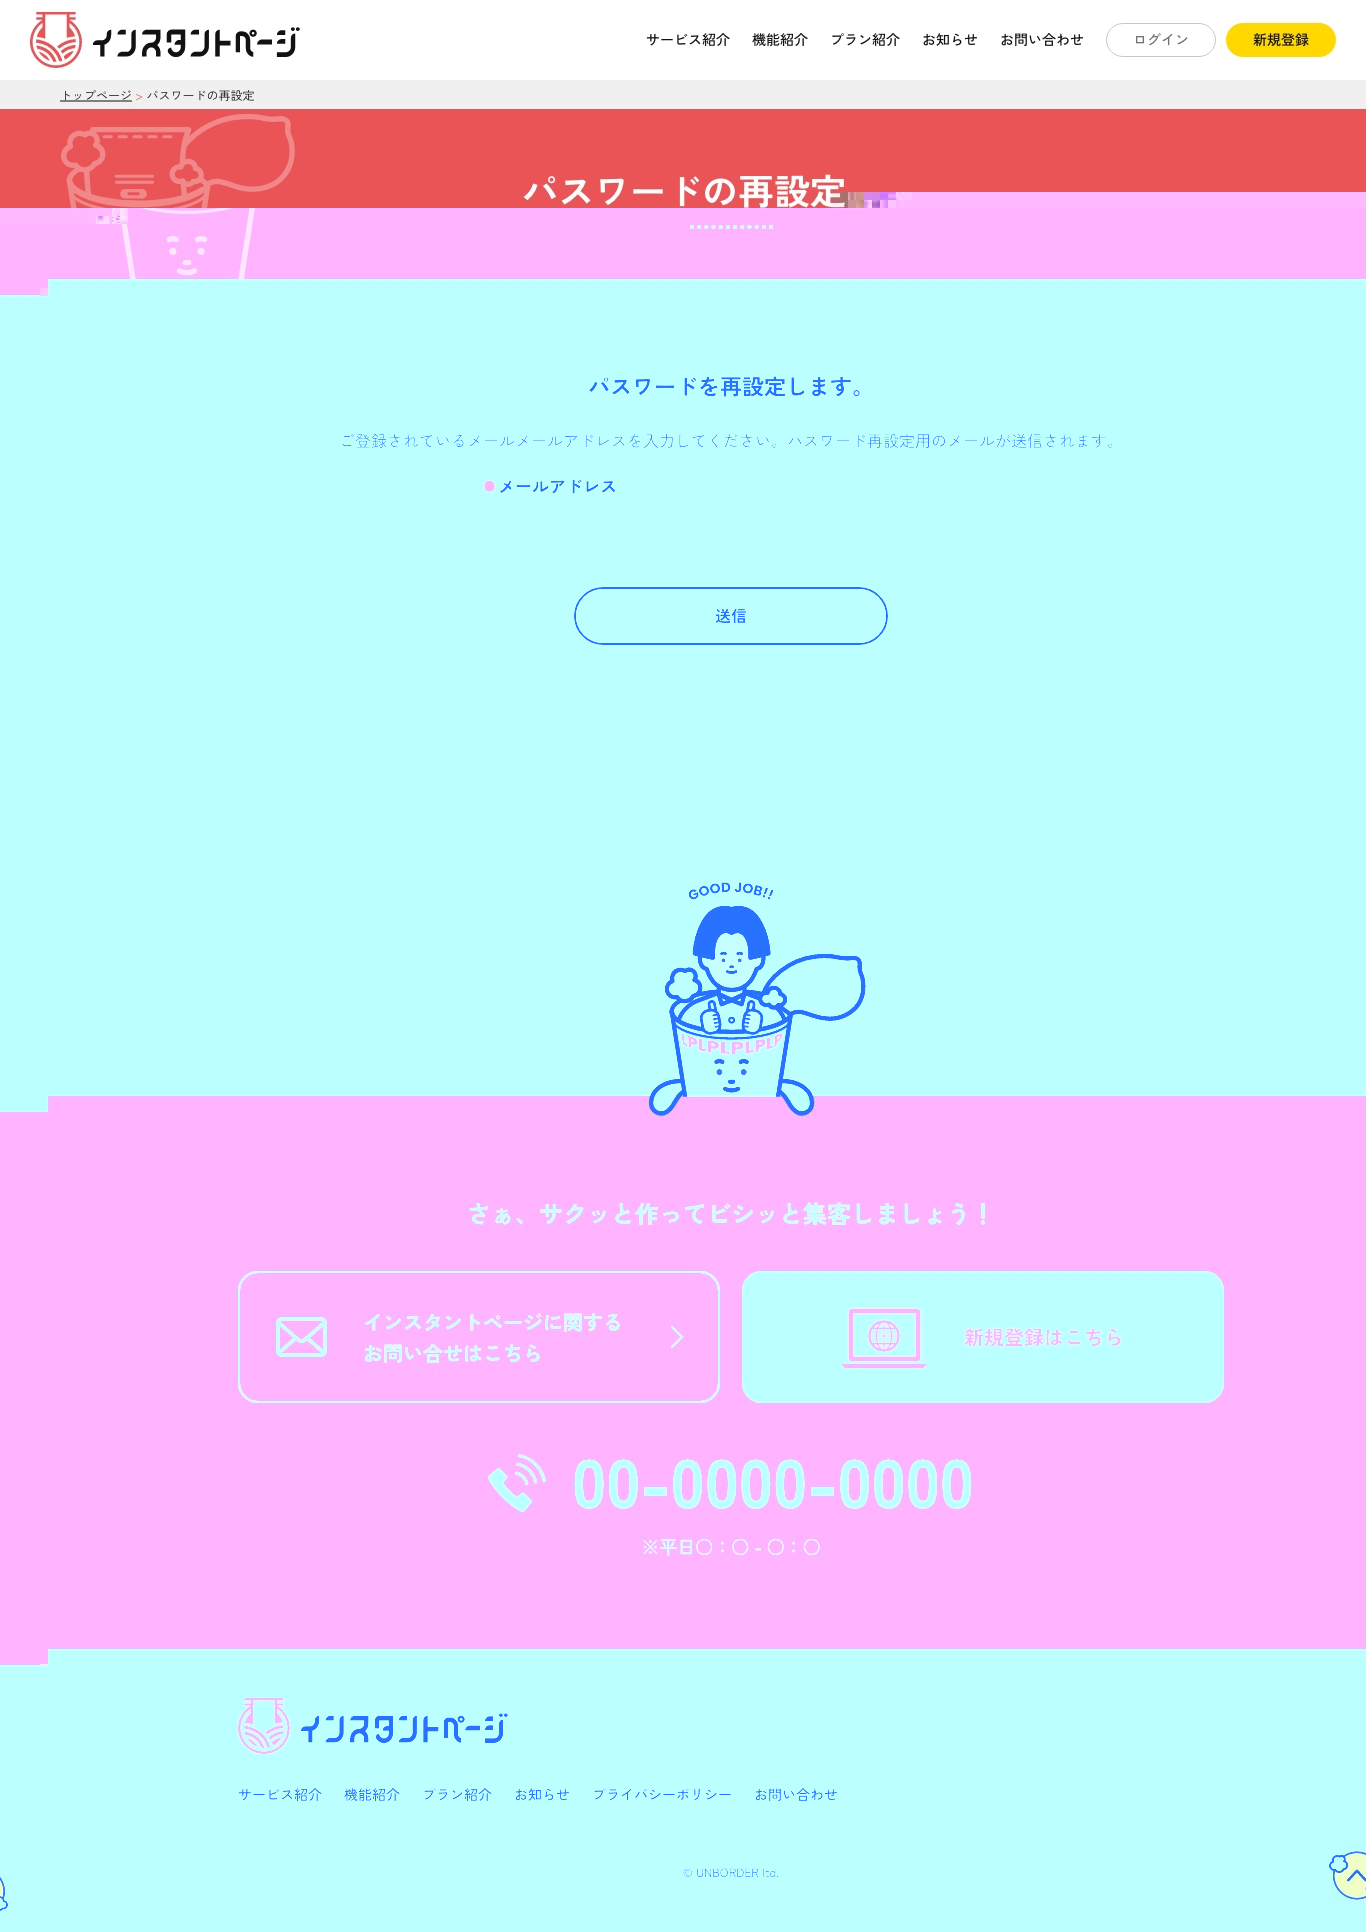 インスタントページ
サービス紹介 機能紹介 プラン紹介 お知らせ お問い合わせ ログイン 新規登録
トップページ > パスワードの再設定
パスワードの再設定
パスワードを再設定します。
ご登録されているメールメールアドレスを入力してください。パスワード再設定用のメールが送信されます。
メールアドレス
送信
GOOD JOB!!
LPLPLPLPLPLP
さぁ、サクッと作ってビシッと集客しましょう！
インスタントページに関する
お問い合せはこちら
新規登録はこちら
00-0000-0000
※平日〇：〇 - 〇：〇
インスタントページ
サービス紹介 機能紹介 プラン紹介 お知らせ プライバシーポリシー お問い合わせ
© UNBORDER ltd.